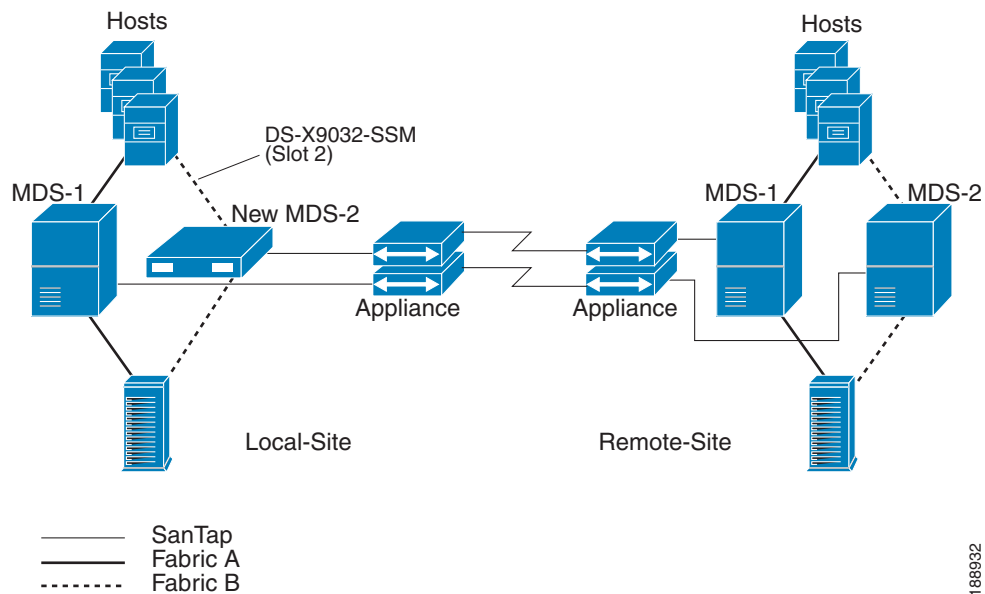 Hosts
Hosts
DS-X9032-SSM
(Slot 2)
MDS-1
New MDS-2
MDS-1
MDS-2
Appliance
Appliance
Local-Site
Remote-Site
SanTap
Fabric A
Fabric B
188932